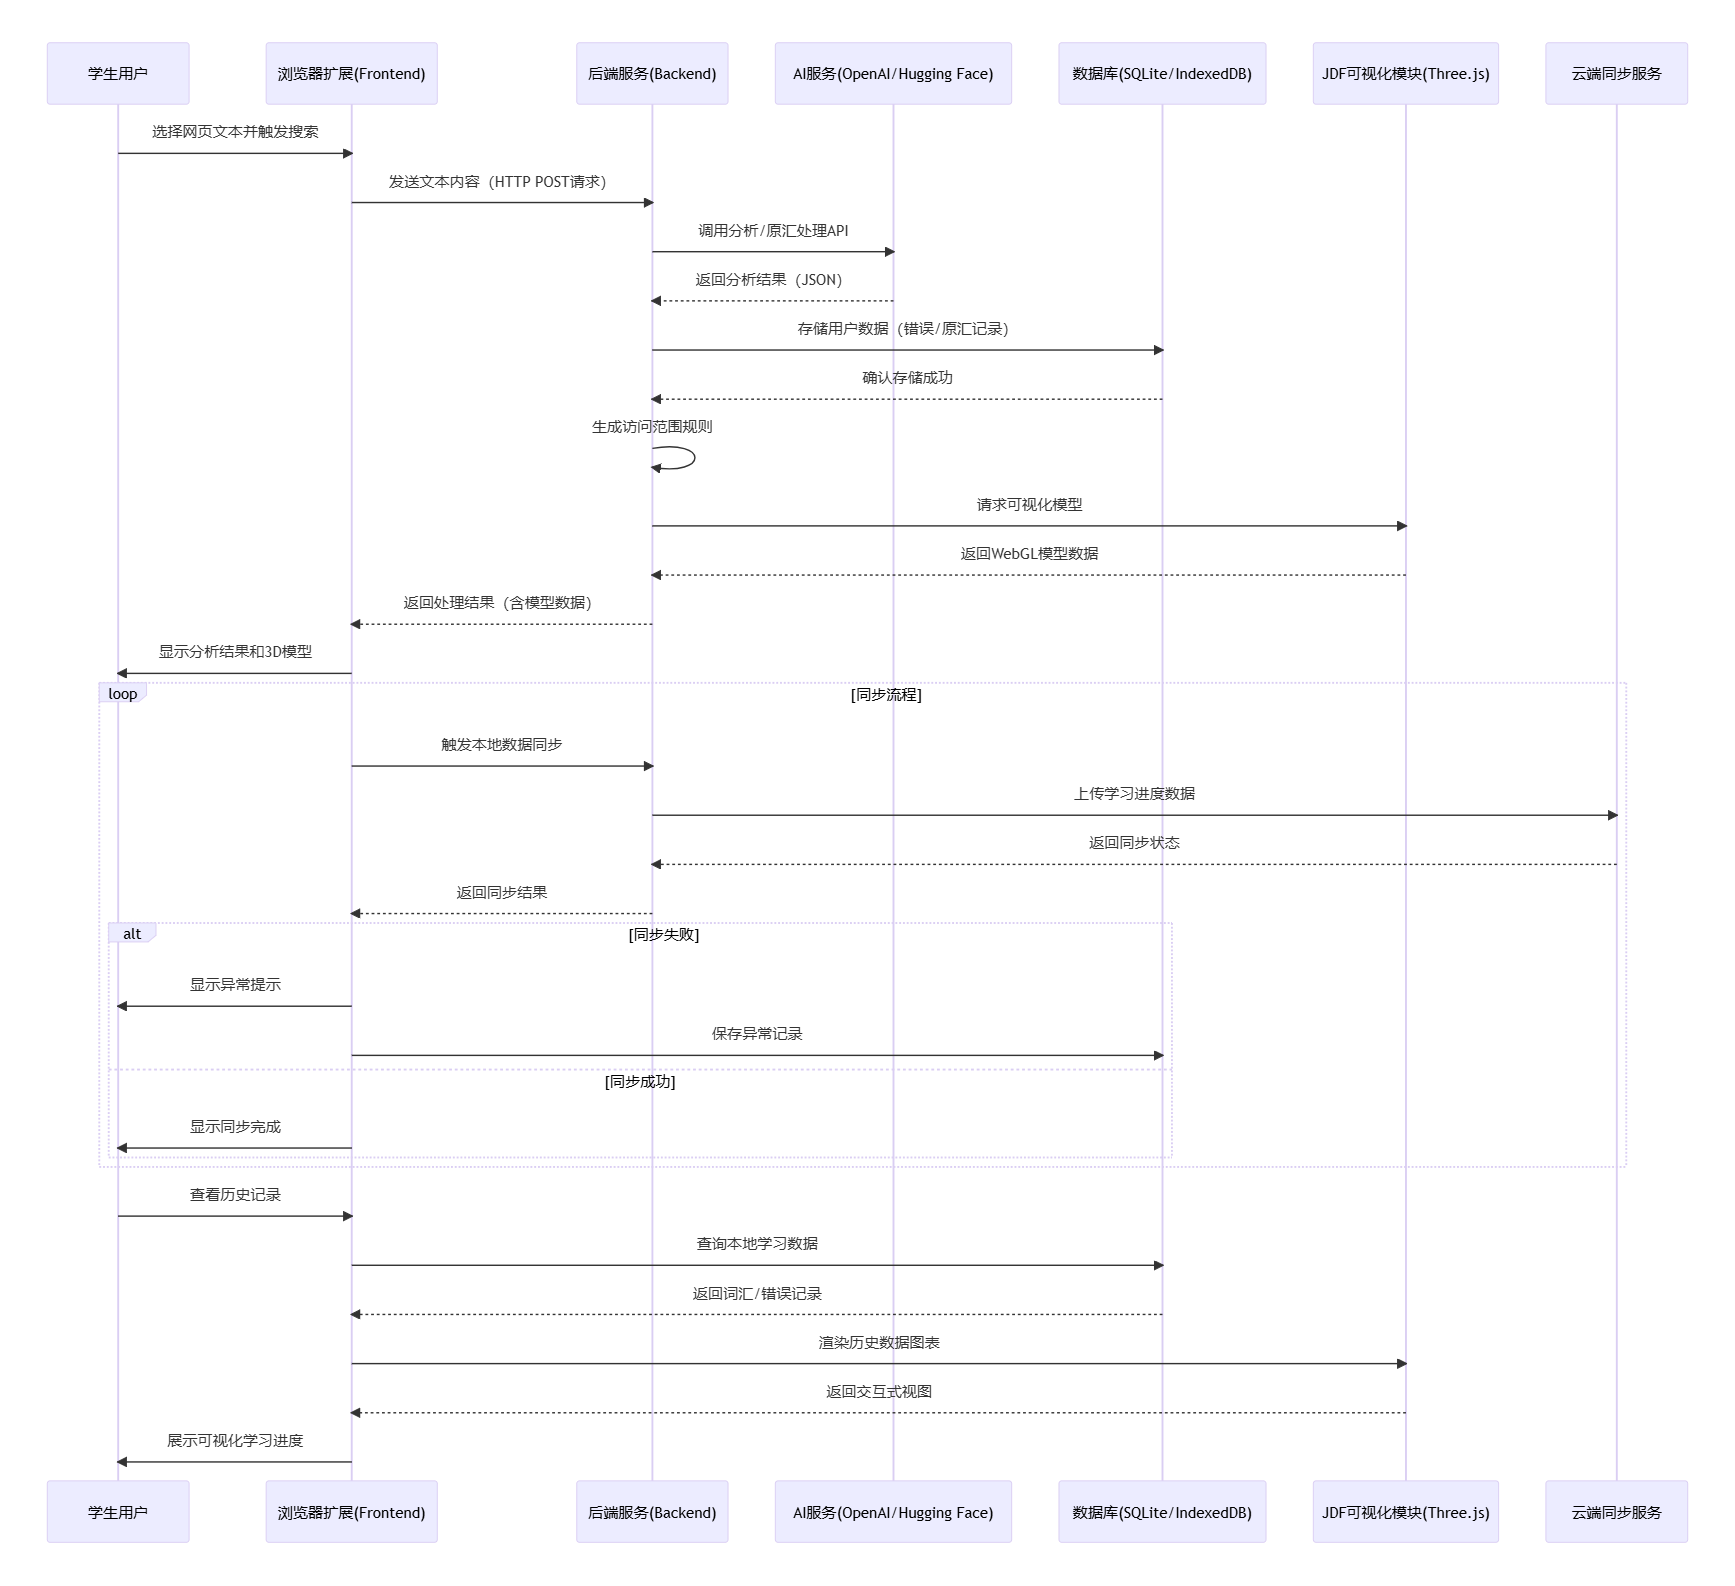 学生用户
浏览器扩展(Frontend)
后端服务(Backend)
AI服务(OpenAI/Hugging Face)
数据库(SQLite/IndexedDB)
JDF可视化模块(Three.js)
云端同步服务
选择网页文本并触发搜索
发送文本内容（HTTP POST请求）
调用分析/原汇处理API
返回分析结果（JSON）
存储用户数据（错误/原汇记录）
确认存储成功
生成访问范围规则
请求可视化模型
返回WebGL模型数据
返回处理结果（含模型数据）
显示分析结果和3D模型
loop
[同步流程]
触发本地数据同步
上传学习进度数据
返回同步状态
返回同步结果
alt
[同步失败]
显示异常提示
保存异常记录
[同步成功]
显示同步完成
查看历史记录
查询本地学习数据
返回词汇/错误记录
渲染历史数据图表
返回交互式视图
展示可视化学习进度
学生用户
浏览器扩展(Frontend)
后端服务(Backend)
AI服务(OpenAI/Hugging Face)
数据库(SQLite/IndexedDB)
JDF可视化模块(Three.js)
云端同步服务